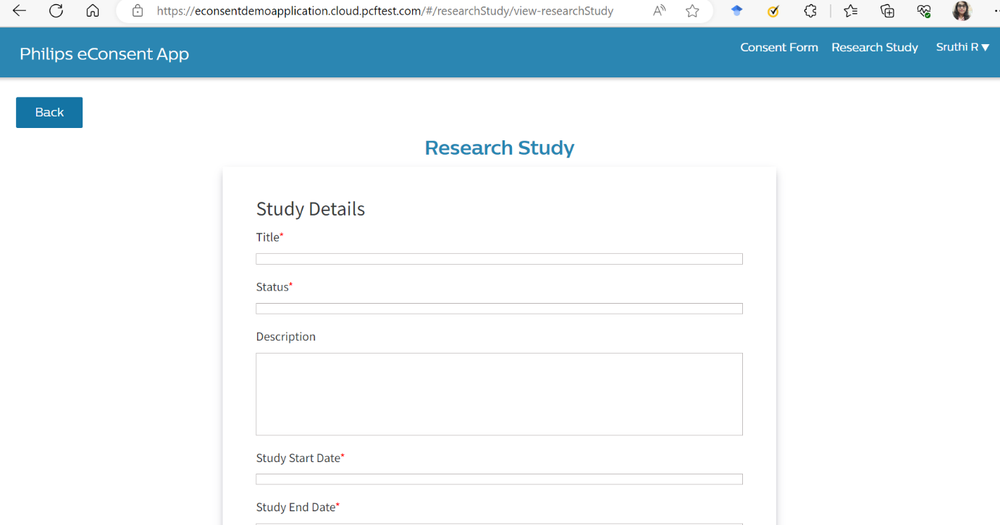 https://econsentdemoapplication.cloud.pcftest.com/#/researchStudy/view-researchStudy
Philips eConsent App
Consent Form Research Study Sruthi R
Back
Research Study
Study Details
Title*
Status*
Description
Study Start Date*
Study End Date*